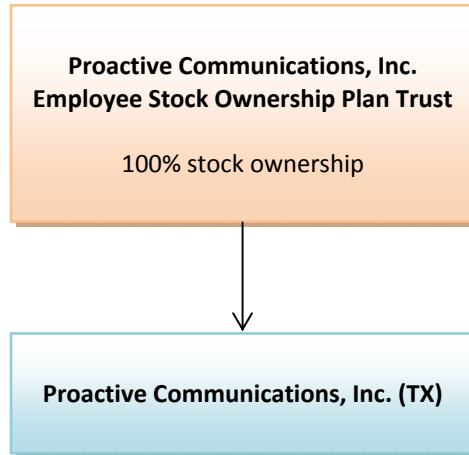 Proactive Communications, Inc.
Employee Stock Ownership Plan Trust
100% stock ownership
Proactive Communications, Inc. (TX)